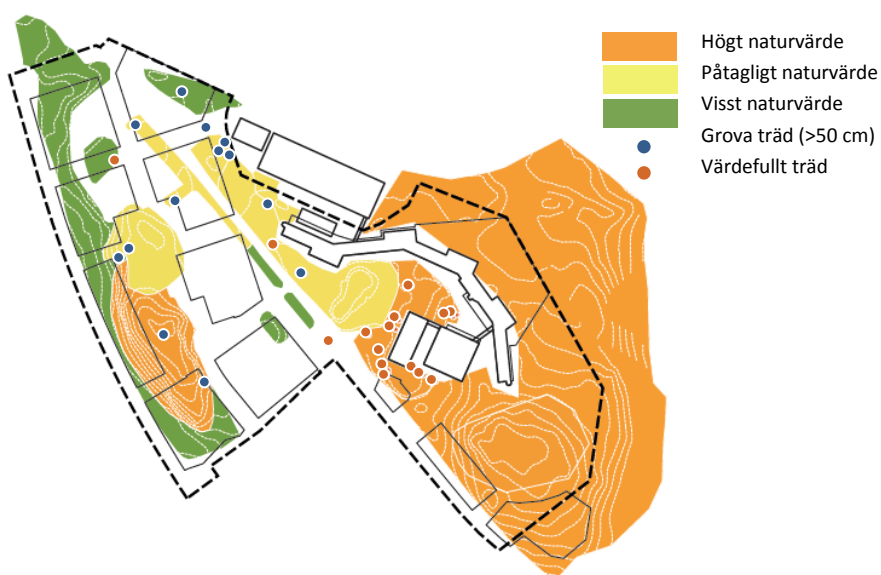 Högt naturvärde
Påtagligt naturvärde
Visst naturvärde
Grova träd (>50 cm)
Värdefullt träd